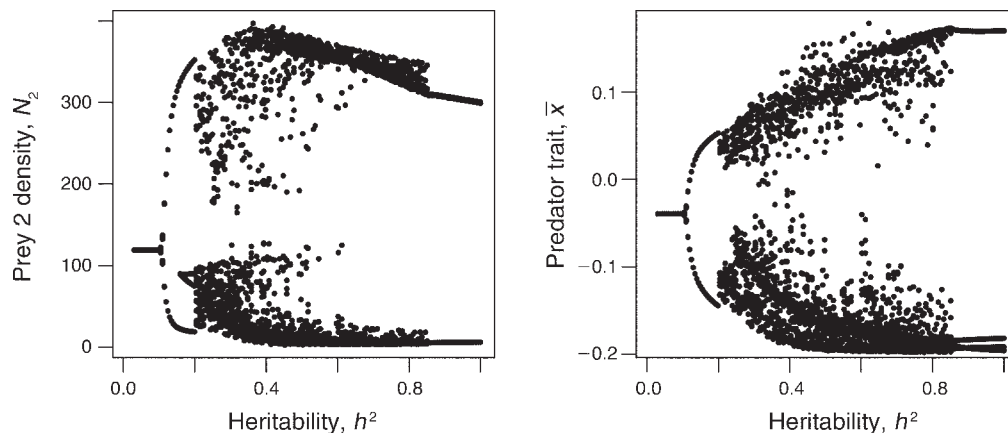 Prey 2 density, N₂
300
200
100
0
0.0 0.4 0.8
Heritability, h²
Predator trait, x̄
0.1
0.0
−0.1
−0.2
0.0 0.4 0.8
Heritability, h²